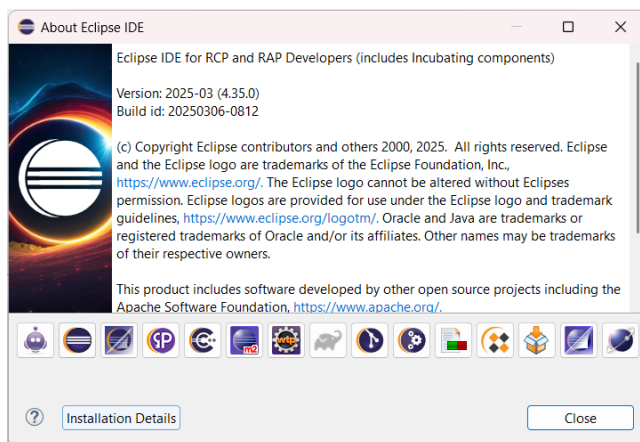 About Eclipse IDE
Eclipse IDE for RCP and RAP Developers (includes Incubating components)
Version: 2025-03 (4.35.0)
Build id: 20250306-0812
(c) Copyright Eclipse contributors and others 2000, 2025.  All rights reserved. Eclipse
and the Eclipse logo are trademarks of the Eclipse Foundation, Inc.,
https://www.eclipse.org/. The Eclipse logo cannot be altered without Eclipses
permission. Eclipse logos are provided for use under the Eclipse logo and trademark
guidelines, https://www.eclipse.org/logotm/. Oracle and Java are trademarks or
registered trademarks of Oracle and/or its affiliates. Other names may be trademarks
of their respective owners.
This product includes software developed by other open source projects including the
Apache Software Foundation, https://www.apache.org/.
m2
wtp
Installation Details
Close